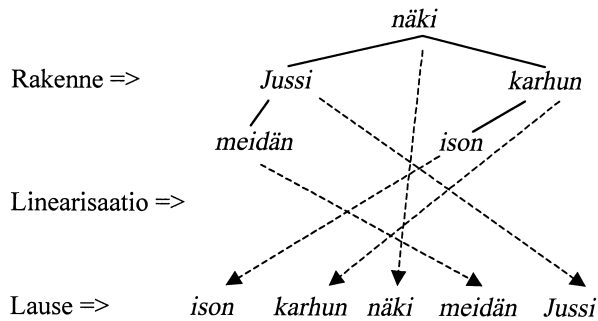 näki
Rakenne => Jussi karhun
meidän ison
Linearisaatio =>
Lause => ison karhun näki meidän Jussi